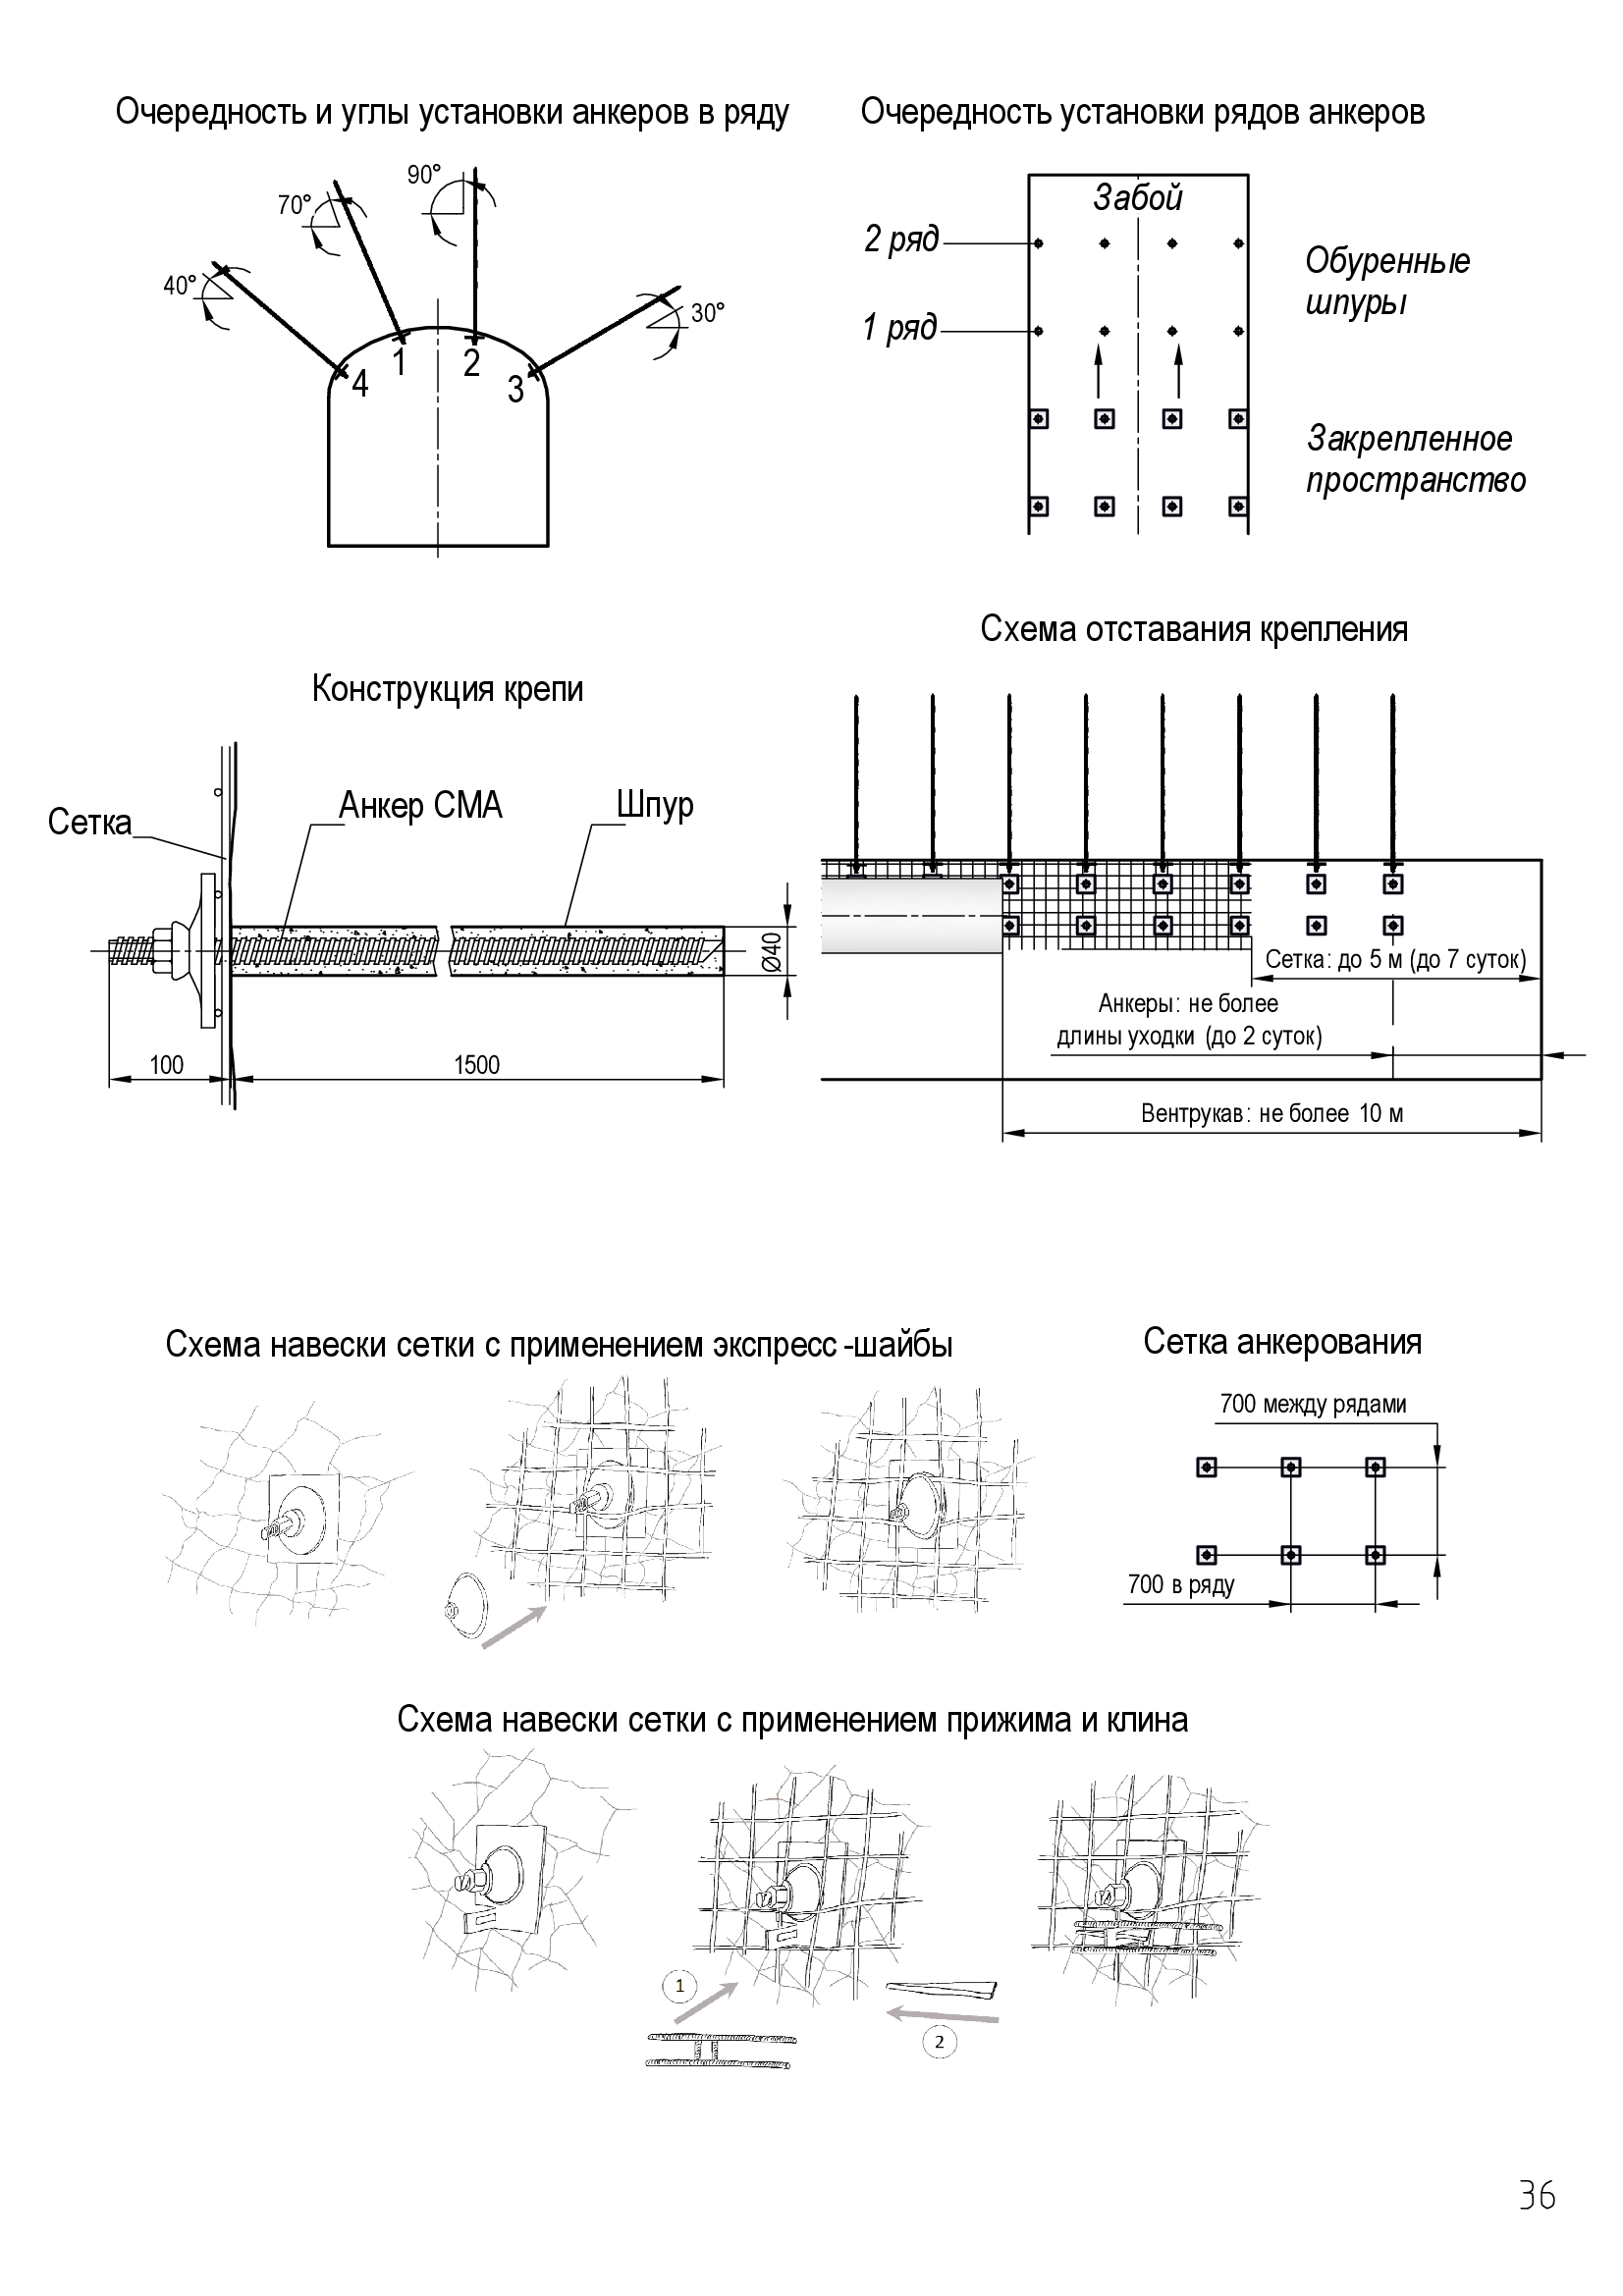 Очередность и углы установки анкеров в ряду
90°
70°
40°
30°
1
2
3
4
Очередность установки рядов анкеров
Забой
2 ряд
1 ряд
Обуренные
шпуры
Закрепленное
пространство
Конструкция крепи
Сетка
Анкер СМА
Шпур
Ø40
100
1500
Схема отставания крепления
Сетка: до 5 м (до 7 суток)
Анкеры: не более
длины уходки (до 2 суток)
Вентрукав: не более 10 м
Схема навески сетки с применением экспресс-шайбы
Сетка анкерования
700 между рядами
700 в ряду
Схема навески сетки с применением прижима и клина
1
2
36